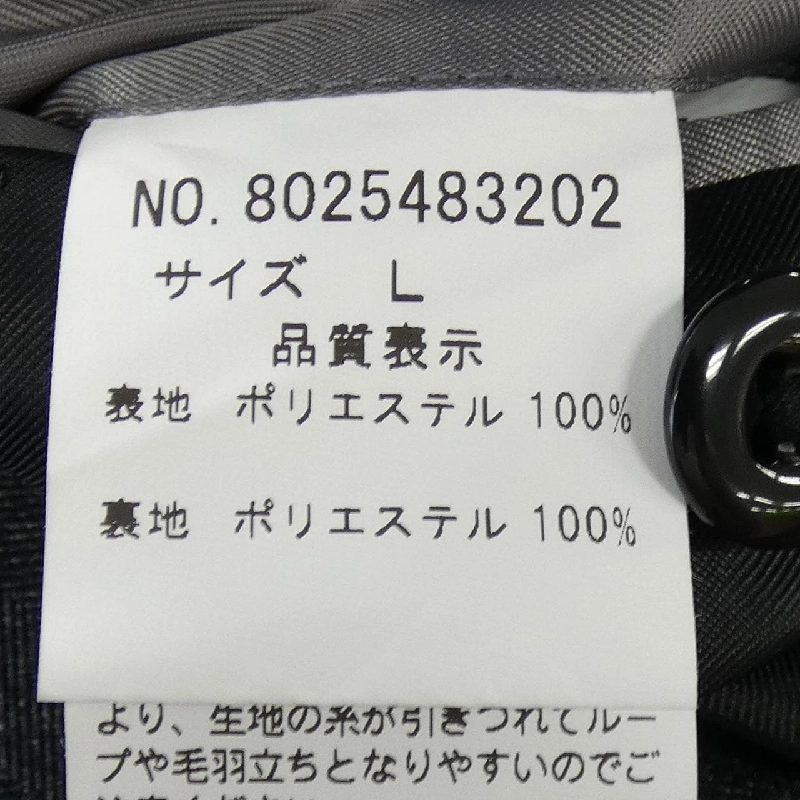 NO. 8025483202
サイズ L
品質表示
表地 ポリエステル 100%
裏地 ポリエステル 100%
より、生地の糸が引きつれてルー
プや毛羽立ちとなりやすいのでご